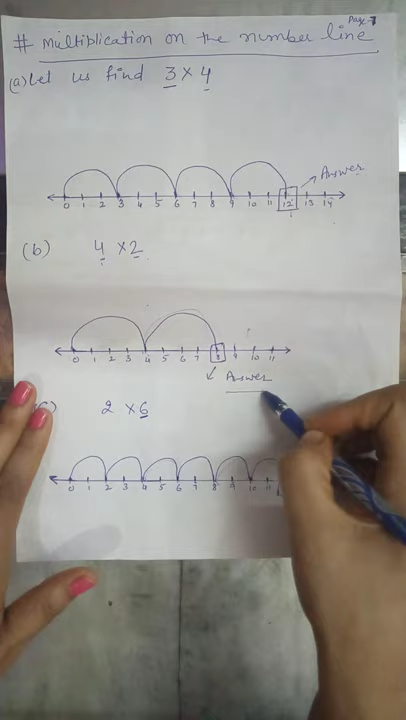 Page-7
# Multiplication on the number line
(a) Let us find 3 × 4
Answer
0 1 2 3 4 5 6 7 8 9 10 11 12 13 14
(b) 4 × 2
0 1 2 3 4 5 6 7 8 9 10 11
Answer
2 × 6
0 1 2 3 4 5 6 7 8 9 10 11